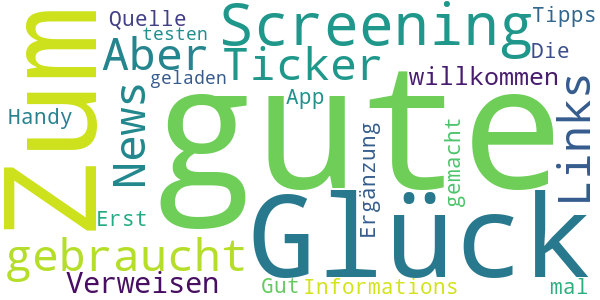 Zum
Quelle
testen
Aber
geladen
Screening
Tipps
Die
Ticker
willkommen
App
News
Handy
gute
Links
Ergänzung
gemacht
Erst
Glück
gebraucht
Verweisen
Gut
Informations
mal